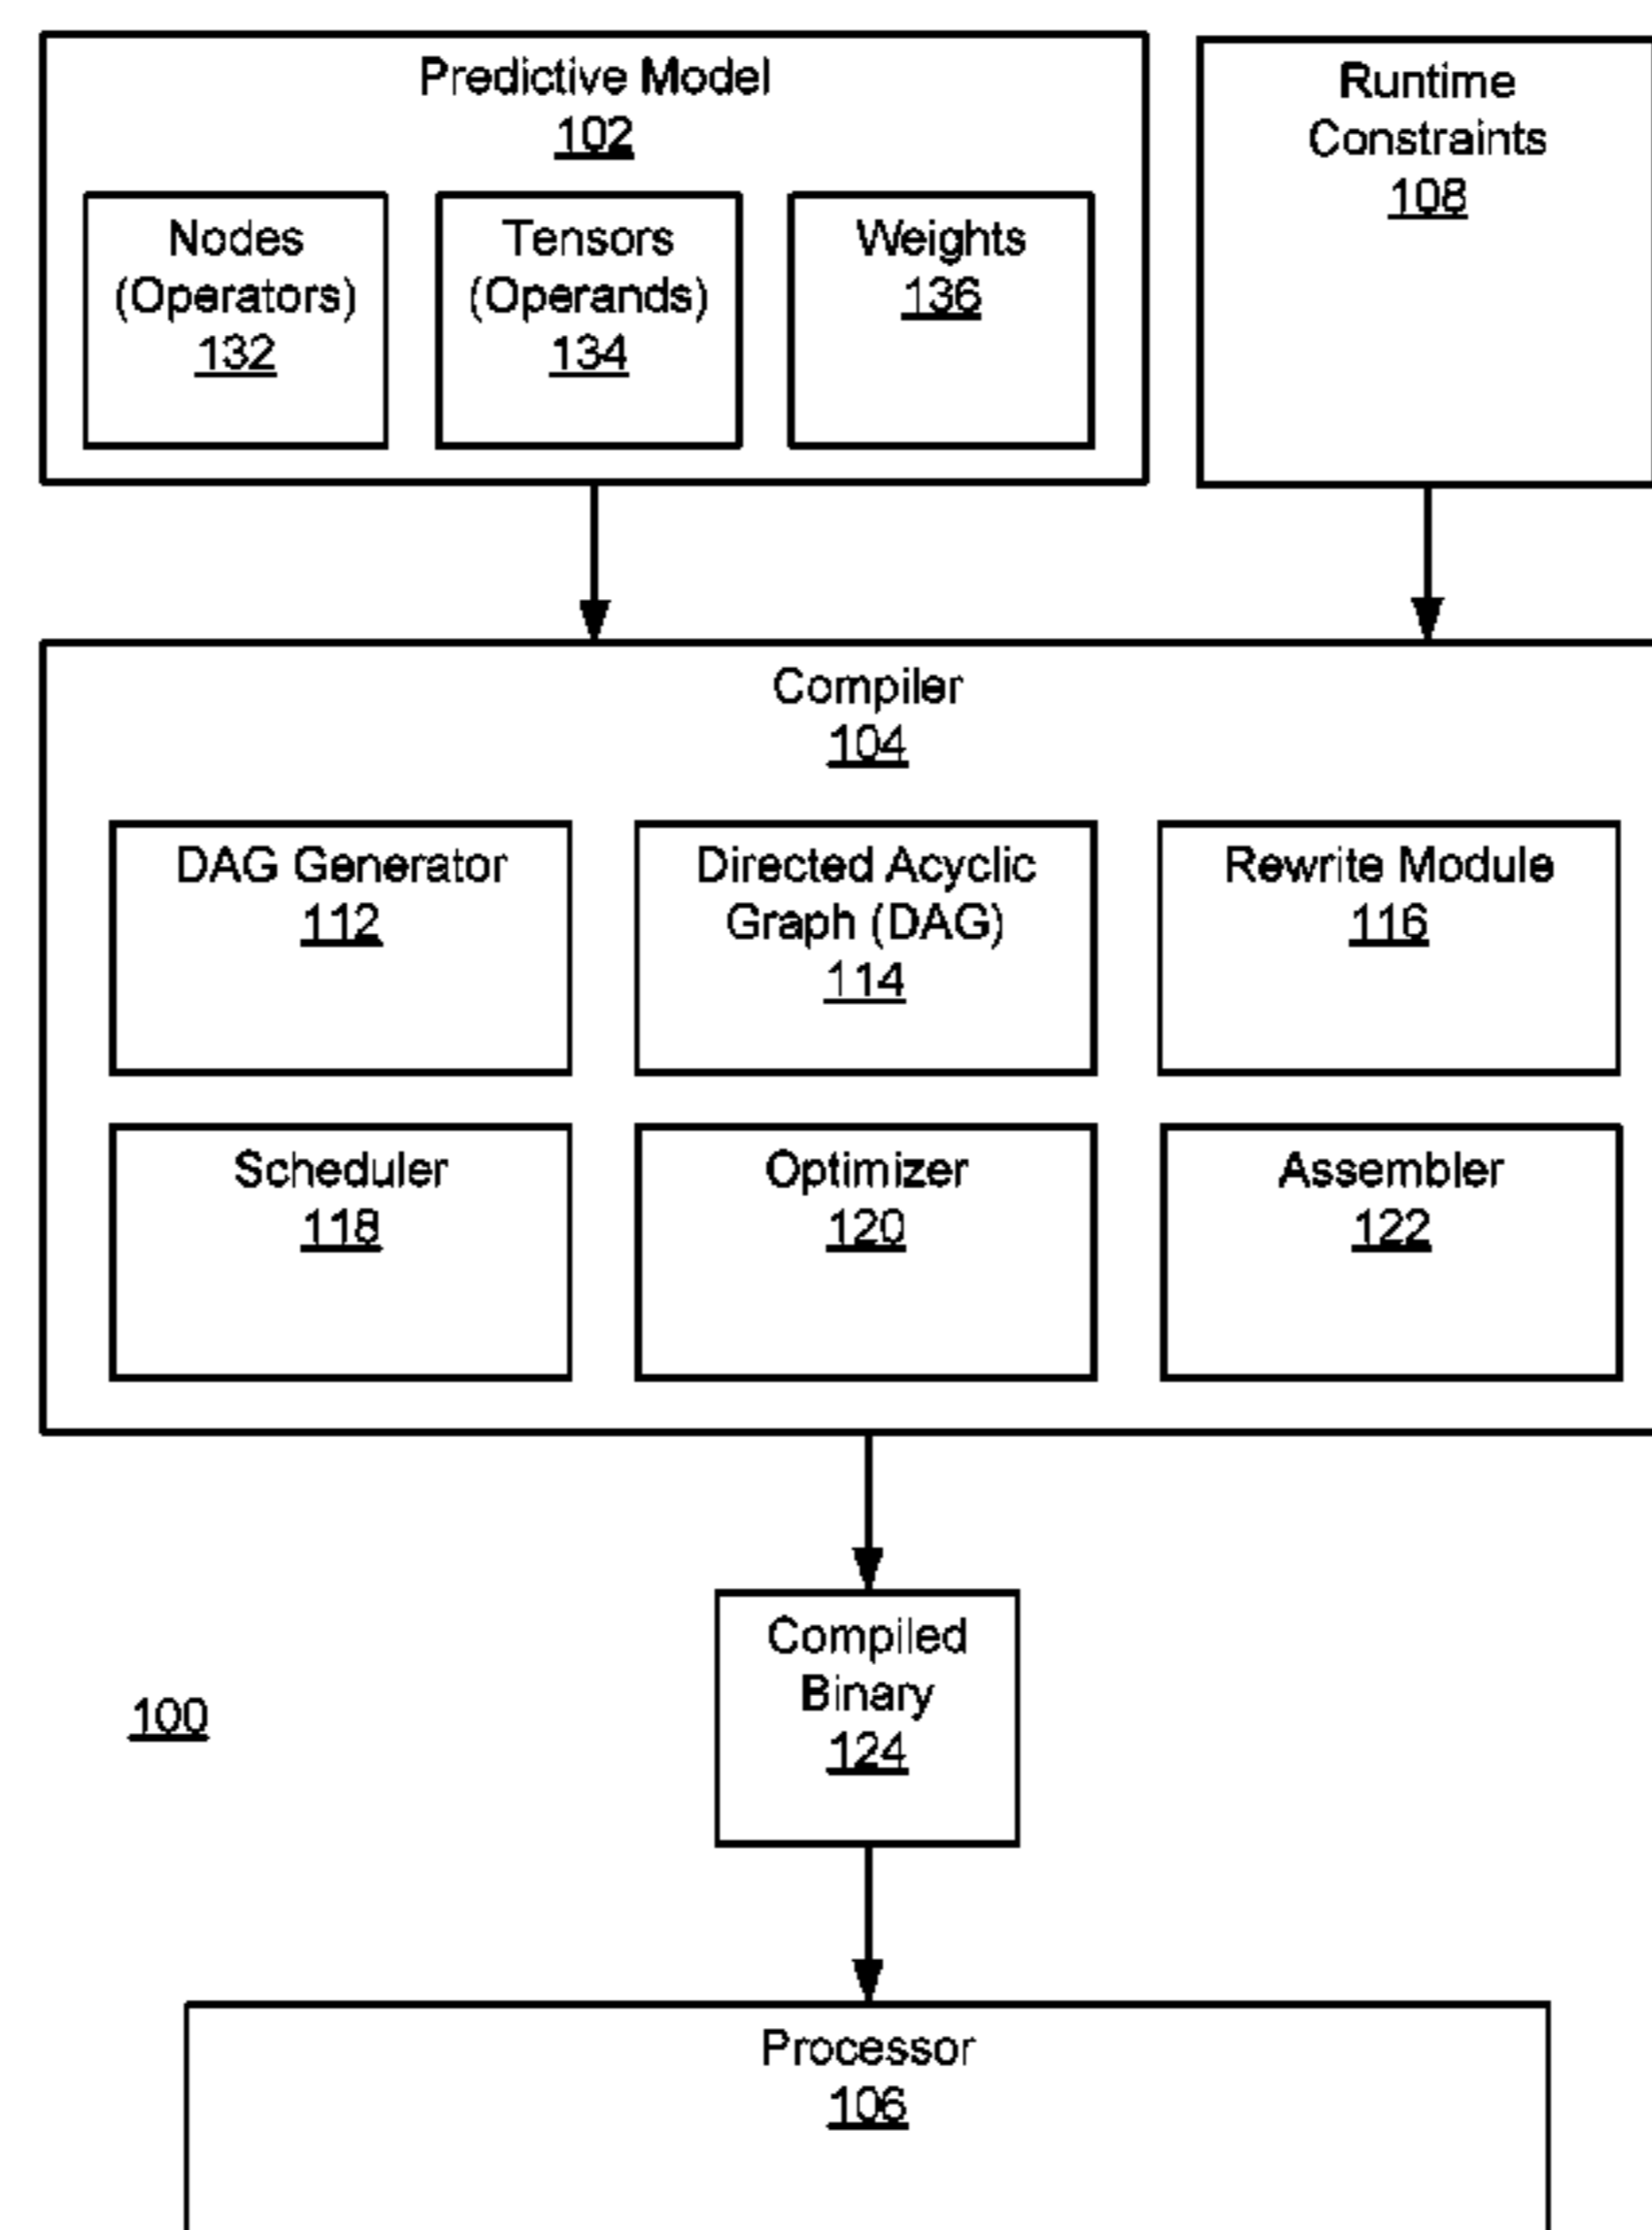 Predictive Model
102
Nodes
(Operators)
132
Tensors
(Operands)
134
Weights
136
Runtime
Constraints
108
Compiler
104
DAG Generator
112
Directed Acyclic
Graph (DAG)
114
Rewrite Module
116
Scheduler
118
Optimizer
120
Assembler
122
Compiled
Binary
124
100
Processor
106